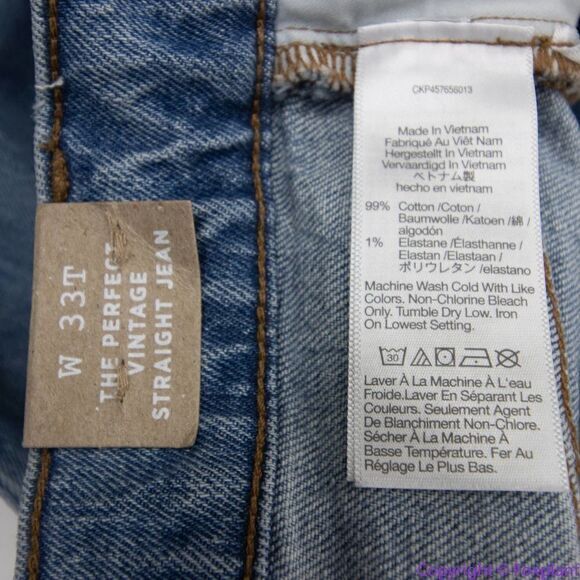 W 33T
THE PERFECT
VINTAGE
STRAIGHT JEAN
CKP457656013
Made In Vietnam
Fabriqué Au Viêt Nam
Hergestellt In Vietnam
Vervaardigd In Vietnam
ベトナム製
hecho en vietnam
99% Cotton /Coton /
Baumwolle /Katoen /綿 /
algodón
1% Elastane /Élasthanne /
Elastan /Elastaan /
ポリウレタン /elastano
Machine Wash Cold With Like
Colors. Non-Chlorine Bleach
Only. Tumble Dry Low. Iron
On Lowest Setting.
30
Laver À La Machine À L'eau
Froide.Laver En Séparant Les
Couleurs. Seulement Agent
De Blanchiment Non-Chlore.
Sécher À La Machine À
Basse Température. Fer Au
Réglage Le Plus Bas.